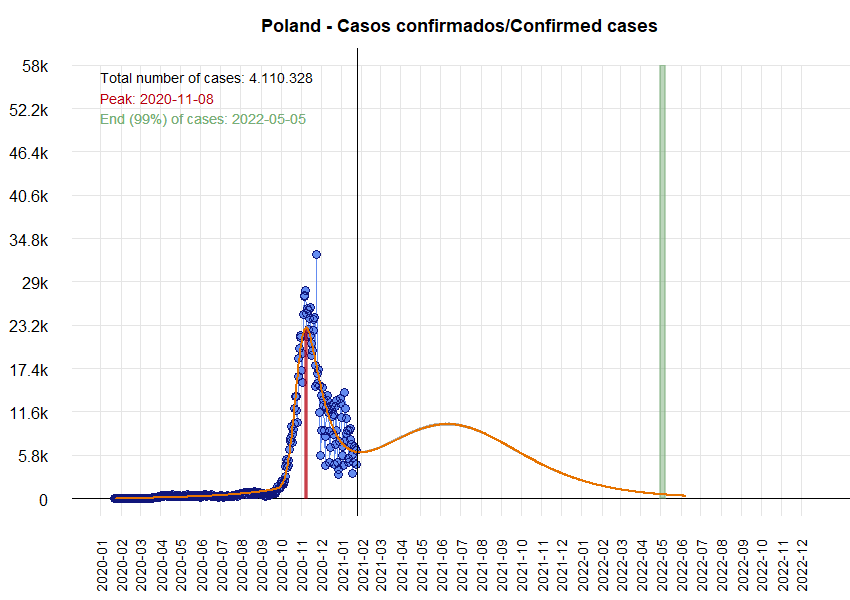 Poland - Casos confirmados/Confirmed cases
Total number of cases: 4.110.328
Peak: 2020-11-08
End (99%) of cases: 2022-05-05
58k
52.2k
46.4k
40.6k
34.8k
29k
23.2k
17.4k
11.6k
5.8k
0
2020-01
2020-02
2020-03
2020-04
2020-05
2020-06
2020-07
2020-08
2020-09
2020-10
2020-11
2020-12
2021-01
2021-02
2021-03
2021-04
2021-05
2021-06
2021-07
2021-08
2021-09
2021-10
2021-11
2021-12
2022-01
2022-02
2022-03
2022-04
2022-05
2022-06
2022-07
2022-08
2022-09
2022-10
2022-11
2022-12